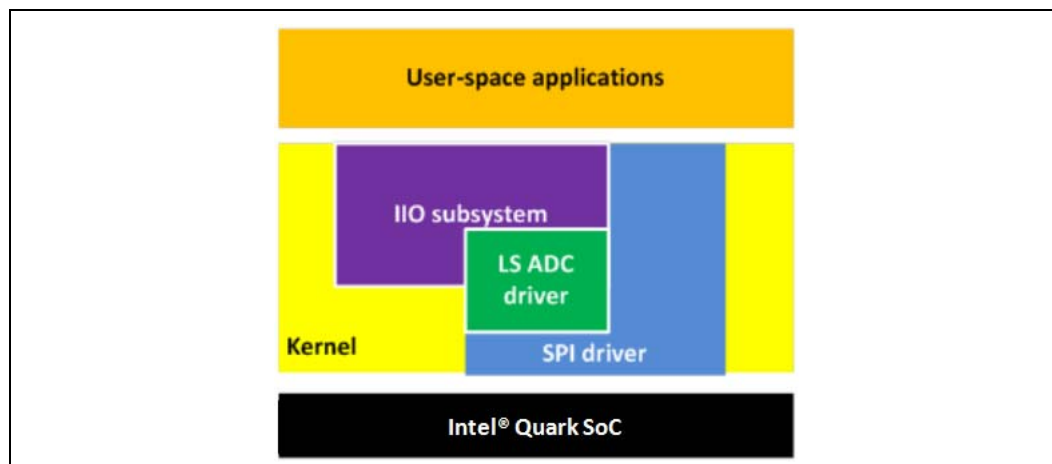 User-space applications
IIO subsystem
LS ADC
driver
Kernel
SPI driver
Intel® Quark SoC